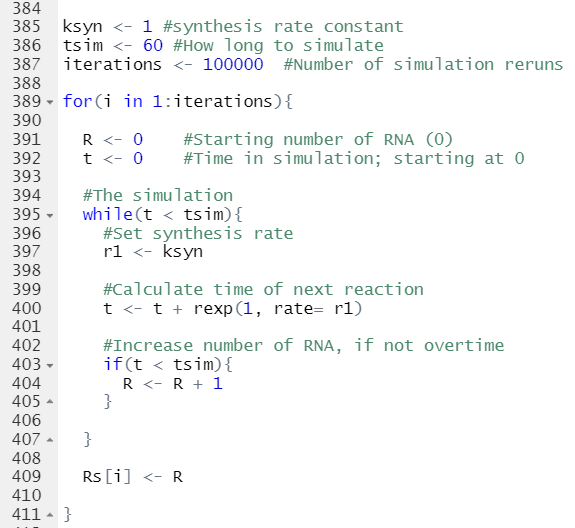 384
385 ksyn <- 1 #synthesis rate constant
386 tsim <- 60 #How long to simulate
387 iterations <- 100000  #Number of simulation reruns
388
389 for(i in 1:iterations){
390
391   R <- 0    #Starting number of RNA (0)
392   t <- 0    #Time in simulation; starting at 0
393
394   #The simulation
395   while(t < tsim){
396     #Set synthesis rate
397     r1 <- ksyn
398
399     #Calculate time of next reaction
400     t <- t + rexp(1, rate= r1)
401
402     #Increase number of RNA, if not overtime
403     if(t < tsim){
404       R <- R + 1
405     }
406
407   }
408
409   Rs[i] <- R
410
411 }